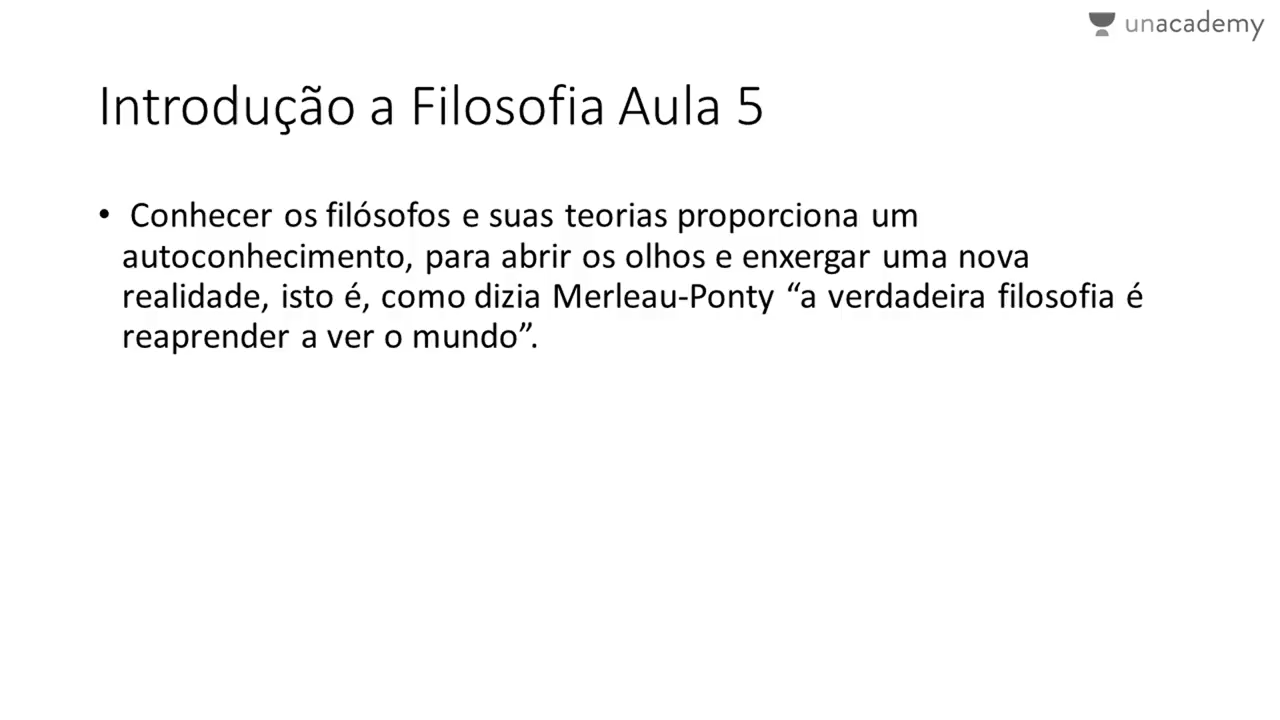 unacademy
Introdução a Filosofia Aula 5
• Conhecer os filósofos e suas teorias proporciona um
autoconhecimento, para abrir os olhos e enxergar uma nova
realidade, isto é, como dizia Merleau-Ponty “a verdadeira filosofia é
reaprender a ver o mundo”.